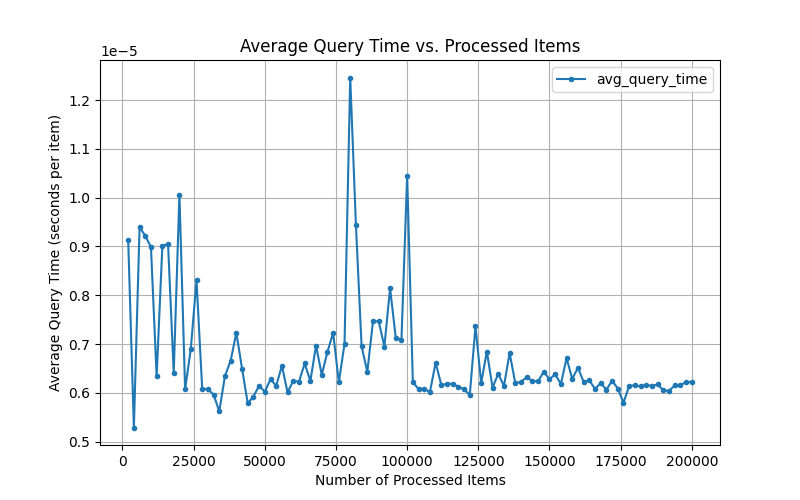 Average Query Time vs. Processed Items
1e−5
avg_query_time
1.2
1.1
1.0
0.9
0.8
0.7
0.6
0.5
Average Query Time (seconds per item)
0 25000 50000 75000 100000 125000 150000 175000 200000
Number of Processed Items